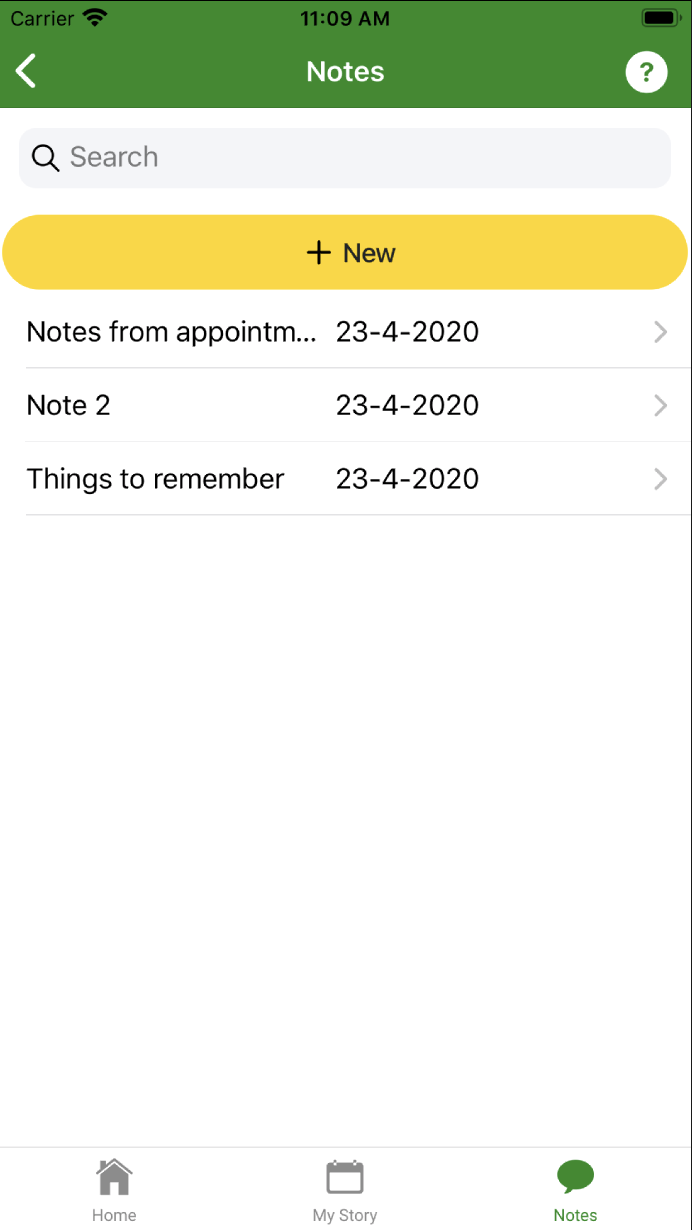 Carrier 11:09 AM
Notes ?
Search
+ New
Notes from appointm... 23-4-2020
Note 2 23-4-2020
Things to remember 23-4-2020
Home My Story Notes